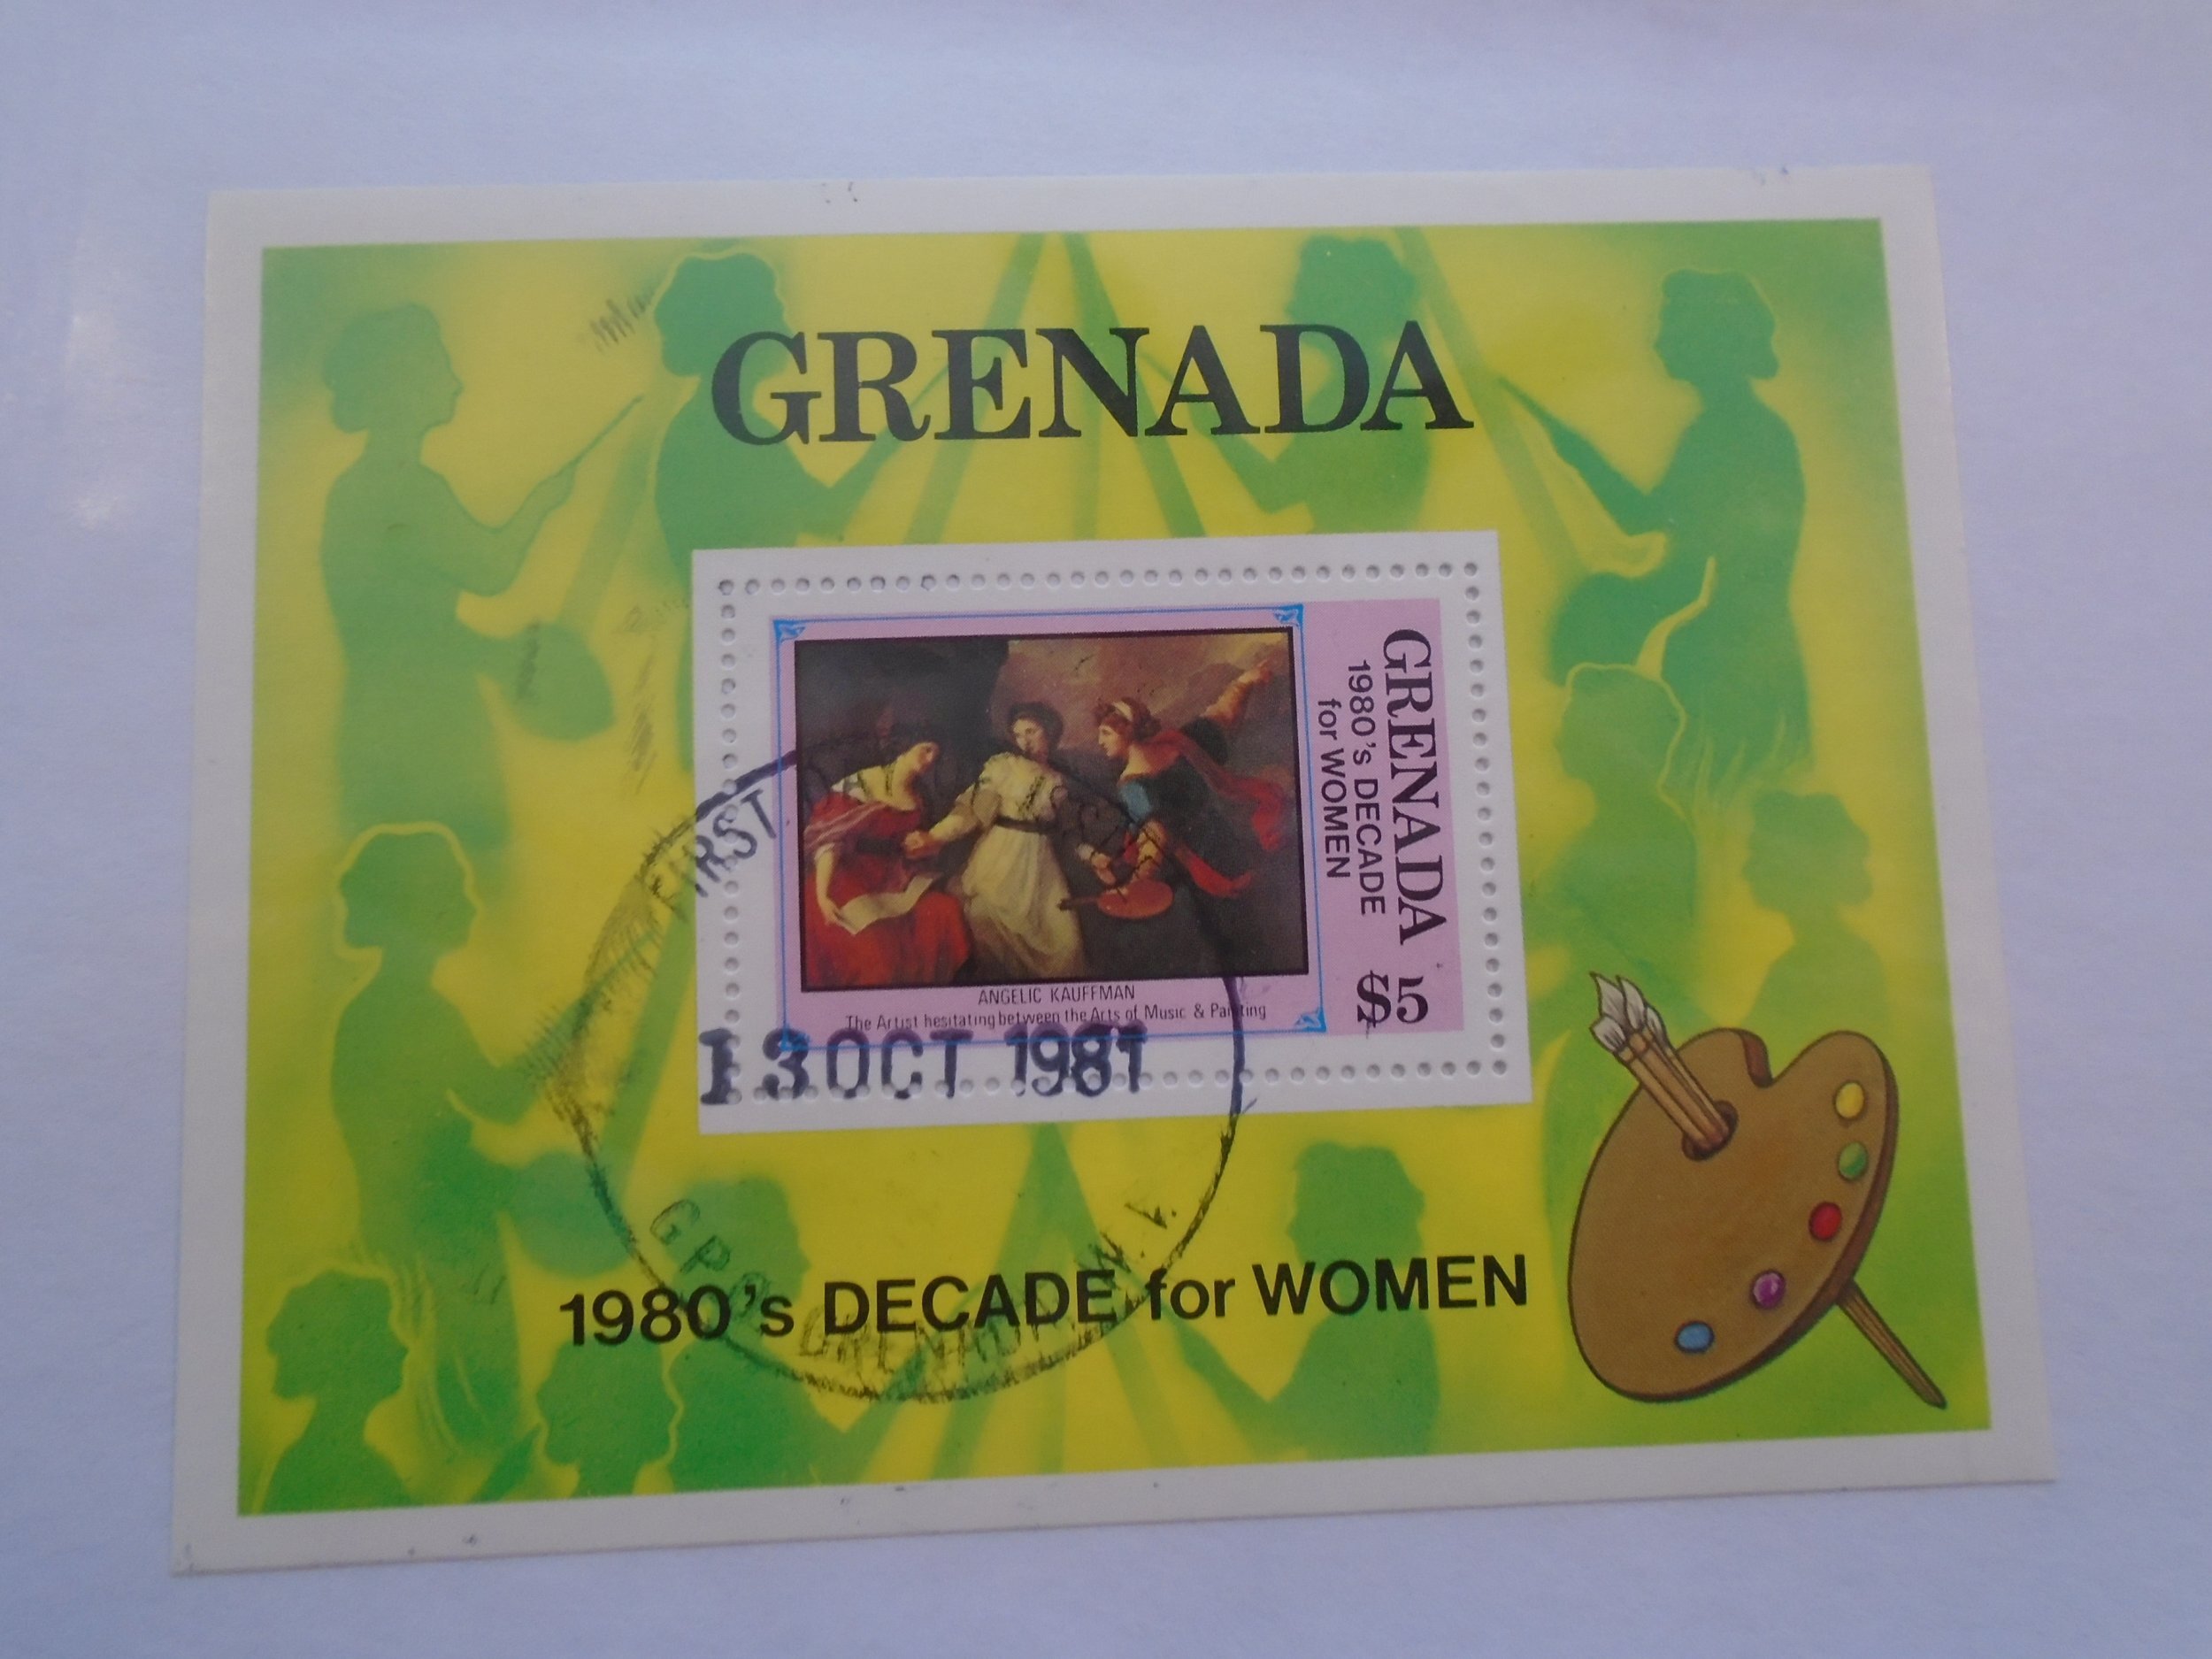 GRENADA
GRENADA $5
1980's DECADE
for WOMEN
ANGELIC KAUFFMAN
The Artist hesitating between the Arts of Music & Painting
FIRST
13 OCT 1981
G.P.O. GRENADA W.I.
1980's DECADE for WOMEN